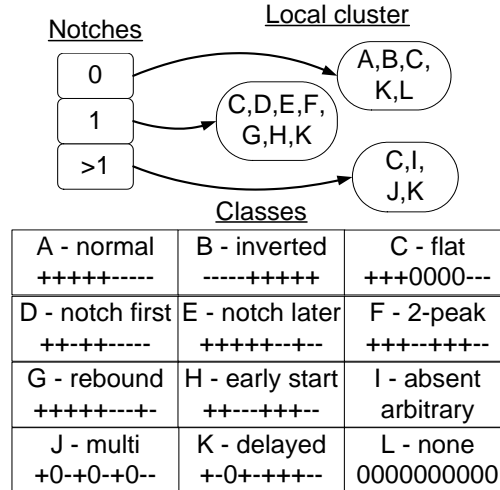 Notches
Local cluster
0
A,B,C,
K,L
1
C,D,E,F,
G,H,K
>1
C,I,
J,K
Classes
A - normal
+++++-----
B - inverted
-----+++++
C - flat
+++0000---
D - notch first
++-++-----
E - notch later
+++++--+--
F - 2-peak
+++--+++--
G - rebound
+++++---+-
H - early start
++---+++--
I - absent
arbitrary
J - multi
+0-+0-+0--
K - delayed
+-0+-+++--
L - none
0000000000